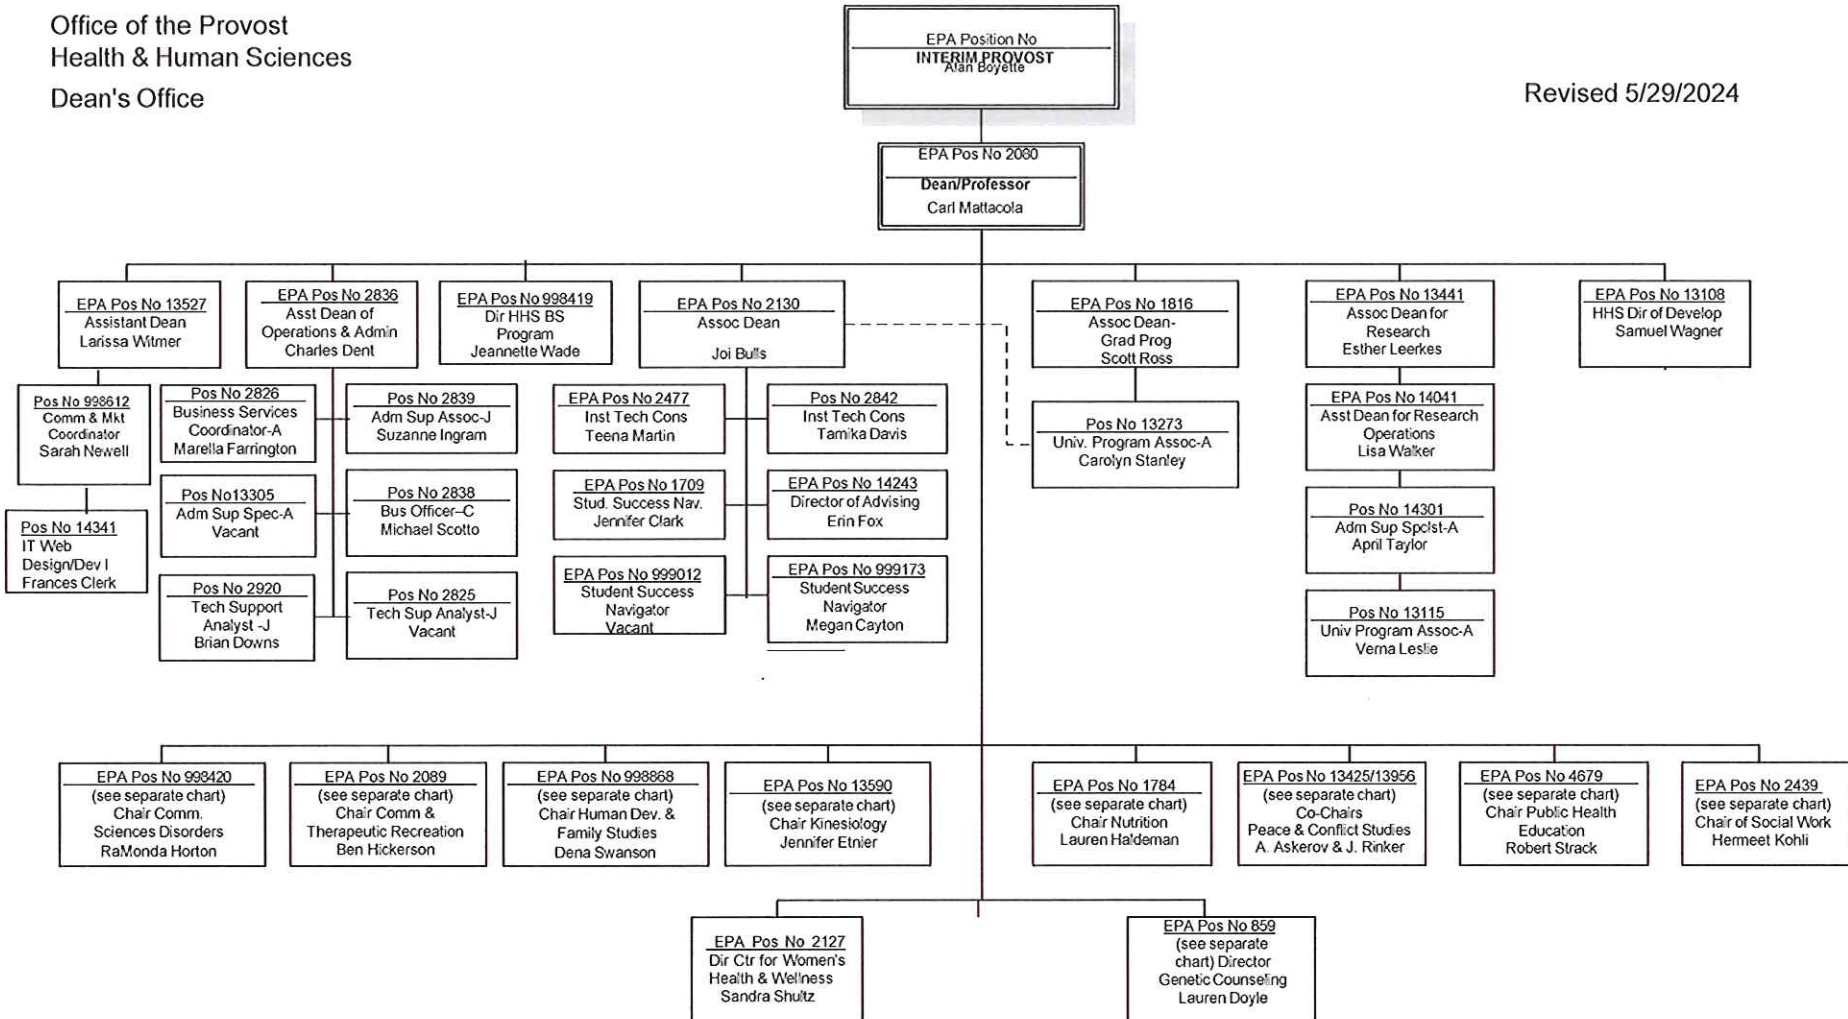 Office of the Provost
Health & Human Sciences
Dean's Office
Revised 5/29/2024
EPA Position No
INTERIM PROVOST
Alan Boyette
EPA Pos No 2080
Dean/Professor
Carl Mattacola
EPA Pos No 13527
Assistant Dean
Larissa Witmer
EPA Pos No 2836
Asst Dean of
Operations & Admin
Charles Dent
EPA Pos No 998419
Dir HHS BS
Program
Jeannette Wade
EPA Pos No 2130
Assoc Dean
Joi Bulls
EPA Pos No 1816
Assoc Dean-
Grad Prog
Scott Ross
EPA Pos No 13441
Assoc Dean for
Research
Esther Leerkes
EPA Pos No 13108
HHS Dir of Develop
Samuel Wagner
Pos No 998612
Comm & Mkt
Coordinator
Sarah Newell
Pos No 2826
Business Services
Coordinator-A
Marella Farrington
Pos No 2839
Adm Sup Assoc-J
Suzanne Ingram
EPA Pos No 2477
Inst Tech Cons
Teena Martin
Pos No 2842
Inst Tech Cons
Tamika Davis
Pos No 13273
Univ. Program Assoc-A
Carolyn Stanley
EPA Pos No 14041
Asst Dean for Research
Operations
Lisa Walker
Pos No 14341
IT Web
Design/Dev I
Frances Clerk
Pos No13305
Adm Sup Spec-A
Vacant
Pos No 2838
Bus Officer–C
Michael Scotto
EPA Pos No 1709
Stud. Success Nav.
Jennifer Clark
EPA Pos No 14243
Director of Advising
Erin Fox
Pos No 14301
Adm Sup Spclst-A
April Taylor
Pos No 2920
Tech Support
Analyst -J
Brian Downs
Pos No 2825
Tech Sup Analyst-J
Vacant
EPA Pos No 999012
Student Success
Navigator
Vacant
EPA Pos No 999173
Student Success
Navigator
Megan Cayton
Pos No 13115
Univ Program Assoc-A
Verna Leslie
EPA Pos No 998420
(see separate chart)
Chair Comm.
Sciences Disorders
RaMonda Horton
EPA Pos No 2089
(see separate chart)
Chair Comm &
Therapeutic Recreation
Ben Hickerson
EPA Pos No 998868
(see separate chart)
Chair Human Dev. &
Family Studies
Dena Swanson
EPA Pos No 13590
(see separate chart)
Chair Kinesiology
Jennifer Etnier
EPA Pos No 1784
(see separate chart)
Chair Nutrition
Lauren Haldeman
EPA Pos No 13425/13956
(see separate chart)
Co-Chairs
Peace & Conflict Studies
A. Askerov & J. Rinker
EPA Pos No 4679
(see separate chart)
Chair Public Health
Education
Robert Strack
EPA Pos No 2439
(see separate chart)
Chair of Social Work
Hermeet Kohli
EPA Pos No 2127
Dir Ctr for Women's
Health & Wellness
Sandra Shultz
EPA Pos No 859
(see separate
chart) Director
Genetic Counseling
Lauren Doyle